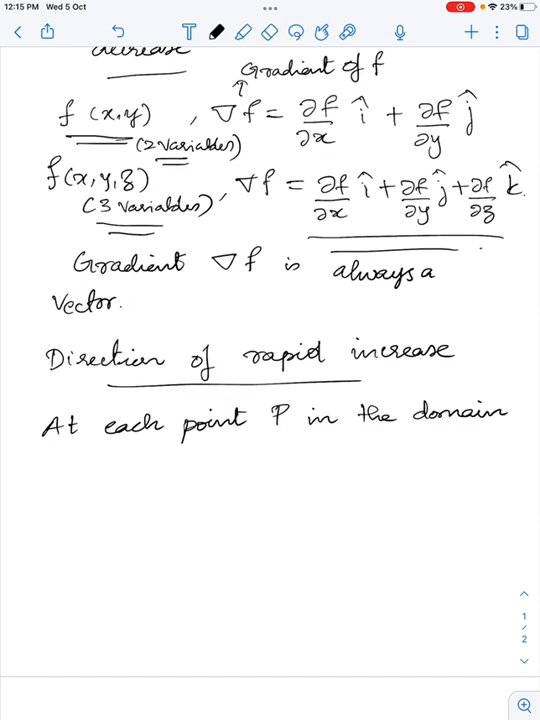 12:15 PM Wed 5 Oct
23%
decrease
Gradient of f
f (x,y) , ∇f = ∂f/∂x î + ∂f/∂y ĵ
(2 variables)
f(x, y, z) , ∇f = ∂f/∂x î + ∂f/∂y ĵ + ∂f/∂z k̂.
(3 variables)
Gradient ∇f is always a
Vector.
Direction of rapid increase
At each point P in the domain
1
/
2